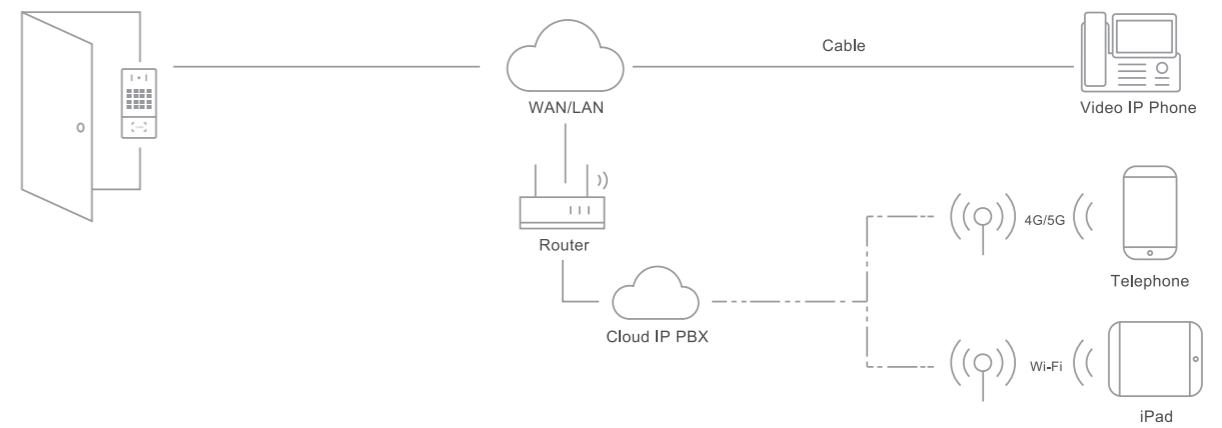 Cable
WAN/LAN
Video IP Phone
4G/5G
Router
Telephone
Cloud IP PBX
Wi-Fi
iPad